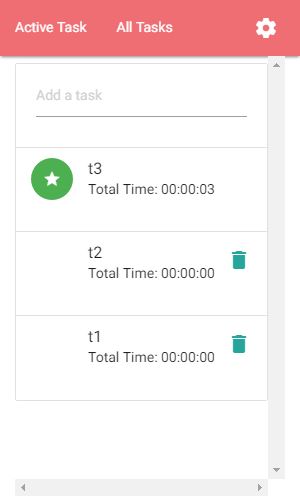 Active Task All Tasks
Add a task
t3
Total Time: 00:00:03
t2
Total Time: 00:00:00
t1
Total Time: 00:00:00